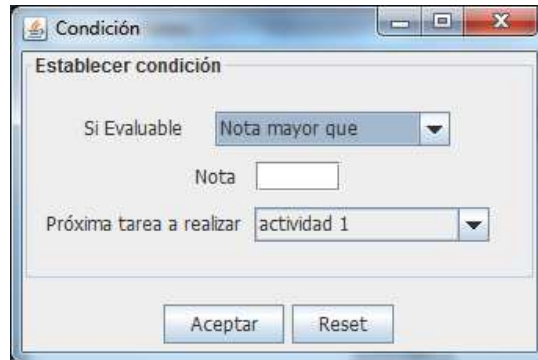 Condición
Establecer condición
Si Evaluable Nota mayor que
Nota
Próxima tarea a realizar actividad 1
Aceptar Reset